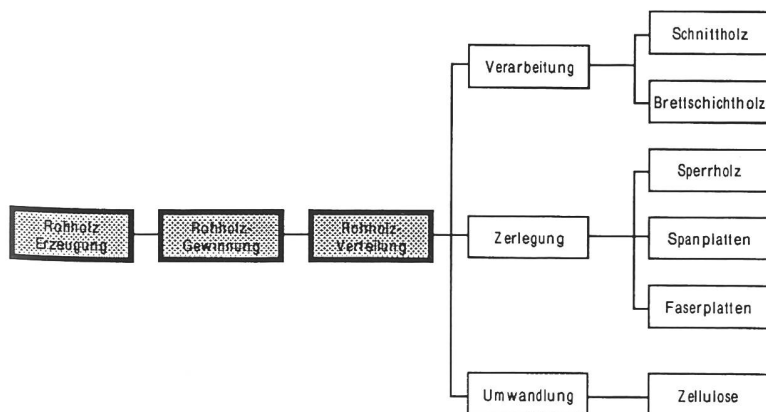 Rohholz
Erzeugung
Rohholz-
Gewinnung
Rohholz-
Verteilung
Verarbeitung
Schnittholz
Brettschichtholz
Zerlegung
Sperrholz
Spanplatten
Faserplatten
Umwandlung
Zellulose